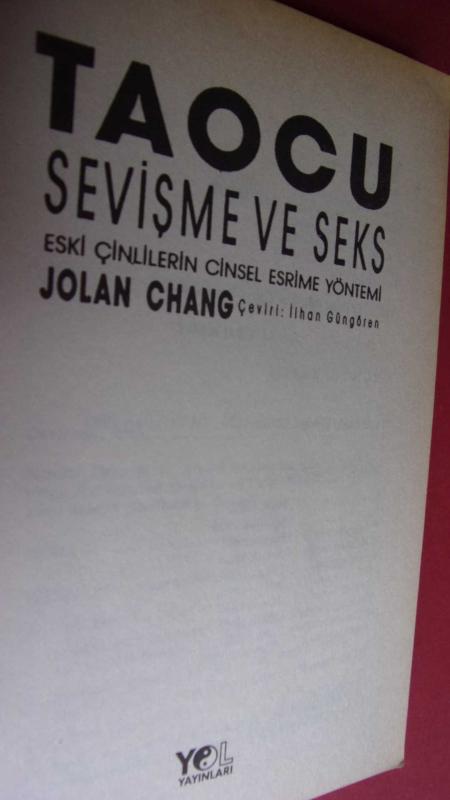 TAOCU
SEVİŞME VE SEKS
ESKİ ÇİNLİLERİN CİNSEL ESRİME YÖNTEMİ
JOLAN CHANG Çeviri: İlhan Güngören
YOL
YAYINLARI